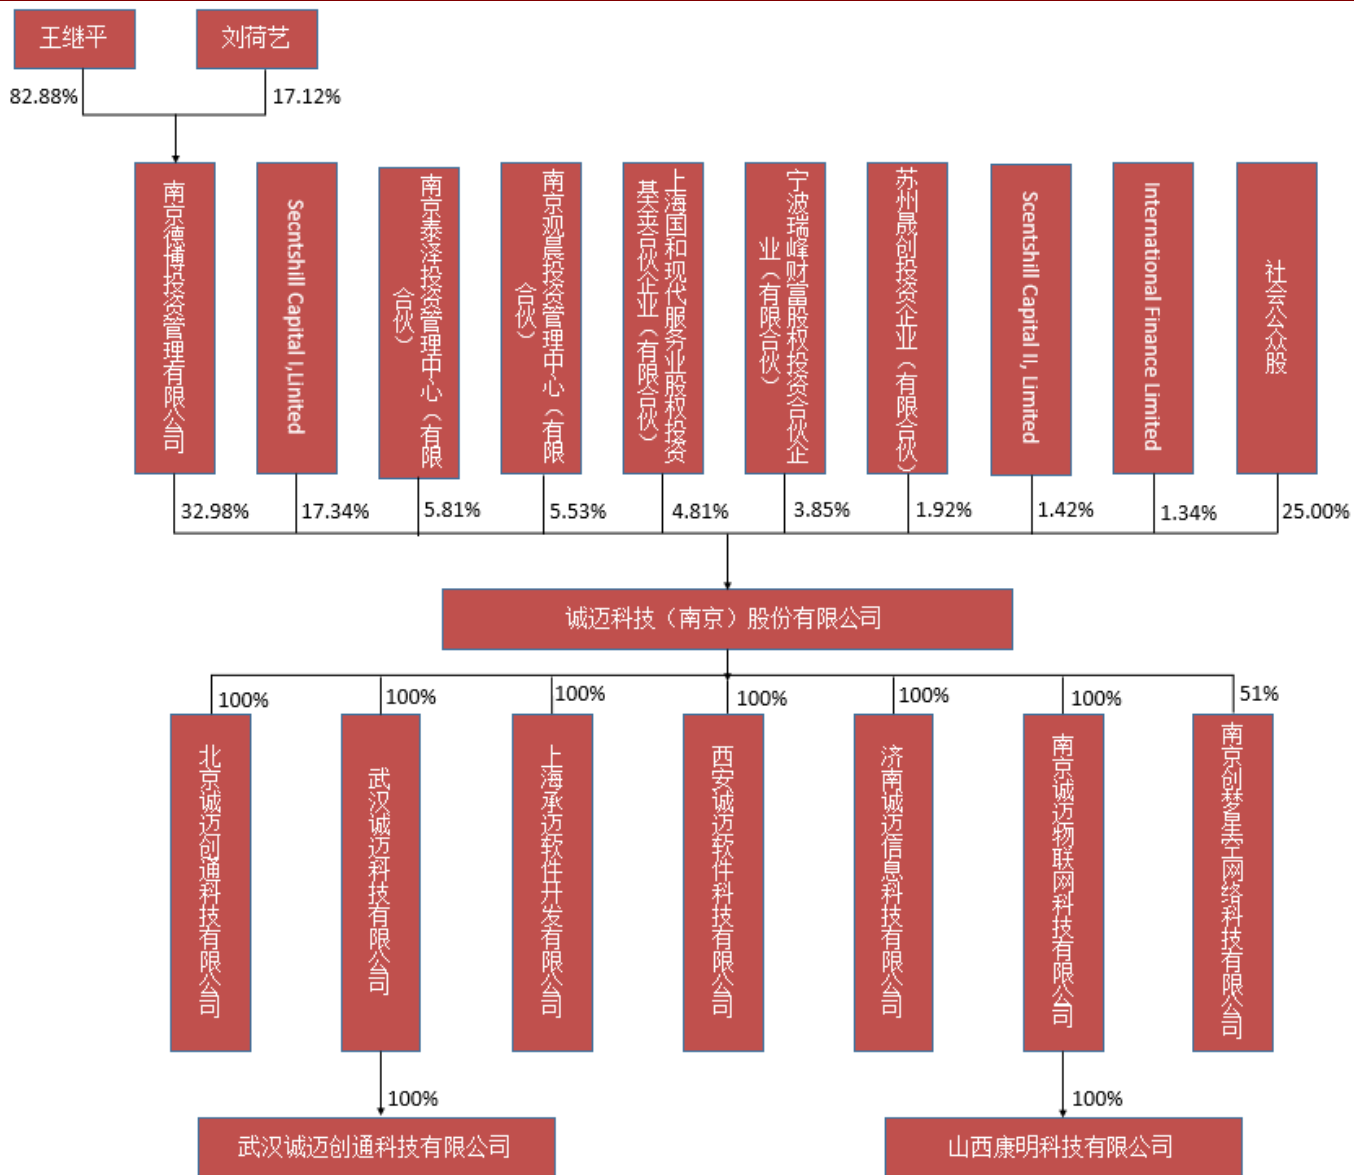 王继平
刘荷艺
82.88%
17.12%
南京德博投资管理有限公司
Secntshill Capital I,Linited
南京泰泽投资管理中心（有限
合伙）
南京观晨投资管理中心（有限
合伙）
上海国和现代服务业股权投资
基金合伙企业（有限合伙）
宁波瑞峰财富股权投资合伙企
业（有限合伙）
苏州晟创投资企业（有限合伙）
Scentshill Capital II, Limited
International Finance Limited
社会公众股
32.98%
17.34%
5.81%
5.53%
4.81%
3.85%
1.92%
1.42%
1.34%
25.00%
诚迈科技（南京）股份有限公司
100%
100%
100%
100%
100%
100%
51%
北京诚迈创通科技有限公司
武汉诚迈科技有限公司
上海承迈软件开发有限公司
西安诚迈软件科技有限公司
济南诚迈信息科技有限公司
南京诚迈物联网科技有限公司
南京创梦星空网络科技有限公司
100%
100%
武汉诚迈创通科技有限公司
山西康明科技有限公司